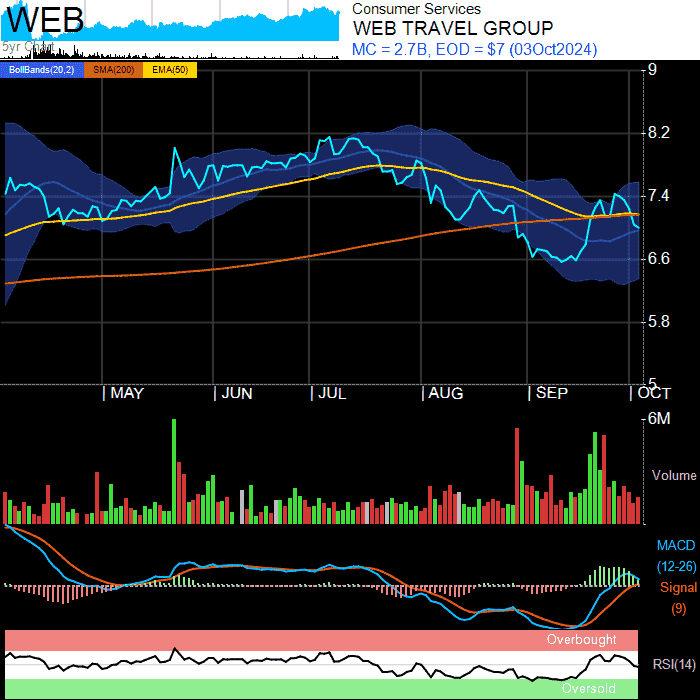 WEB
5yr Chart
Consumer Services
WEB TRAVEL GROUP
MC = 2.7B, EOD = $7 (03Oct2024)
BollBands(20,2) SMA(200) EMA(50)
9
8.2
7.4
6.6
5.8
5
MAY JUN JUL AUG SEP OCT
6M
Volume
MACD
(12-26)
Signal
(9)
Overbought
RSI(14)
Oversold